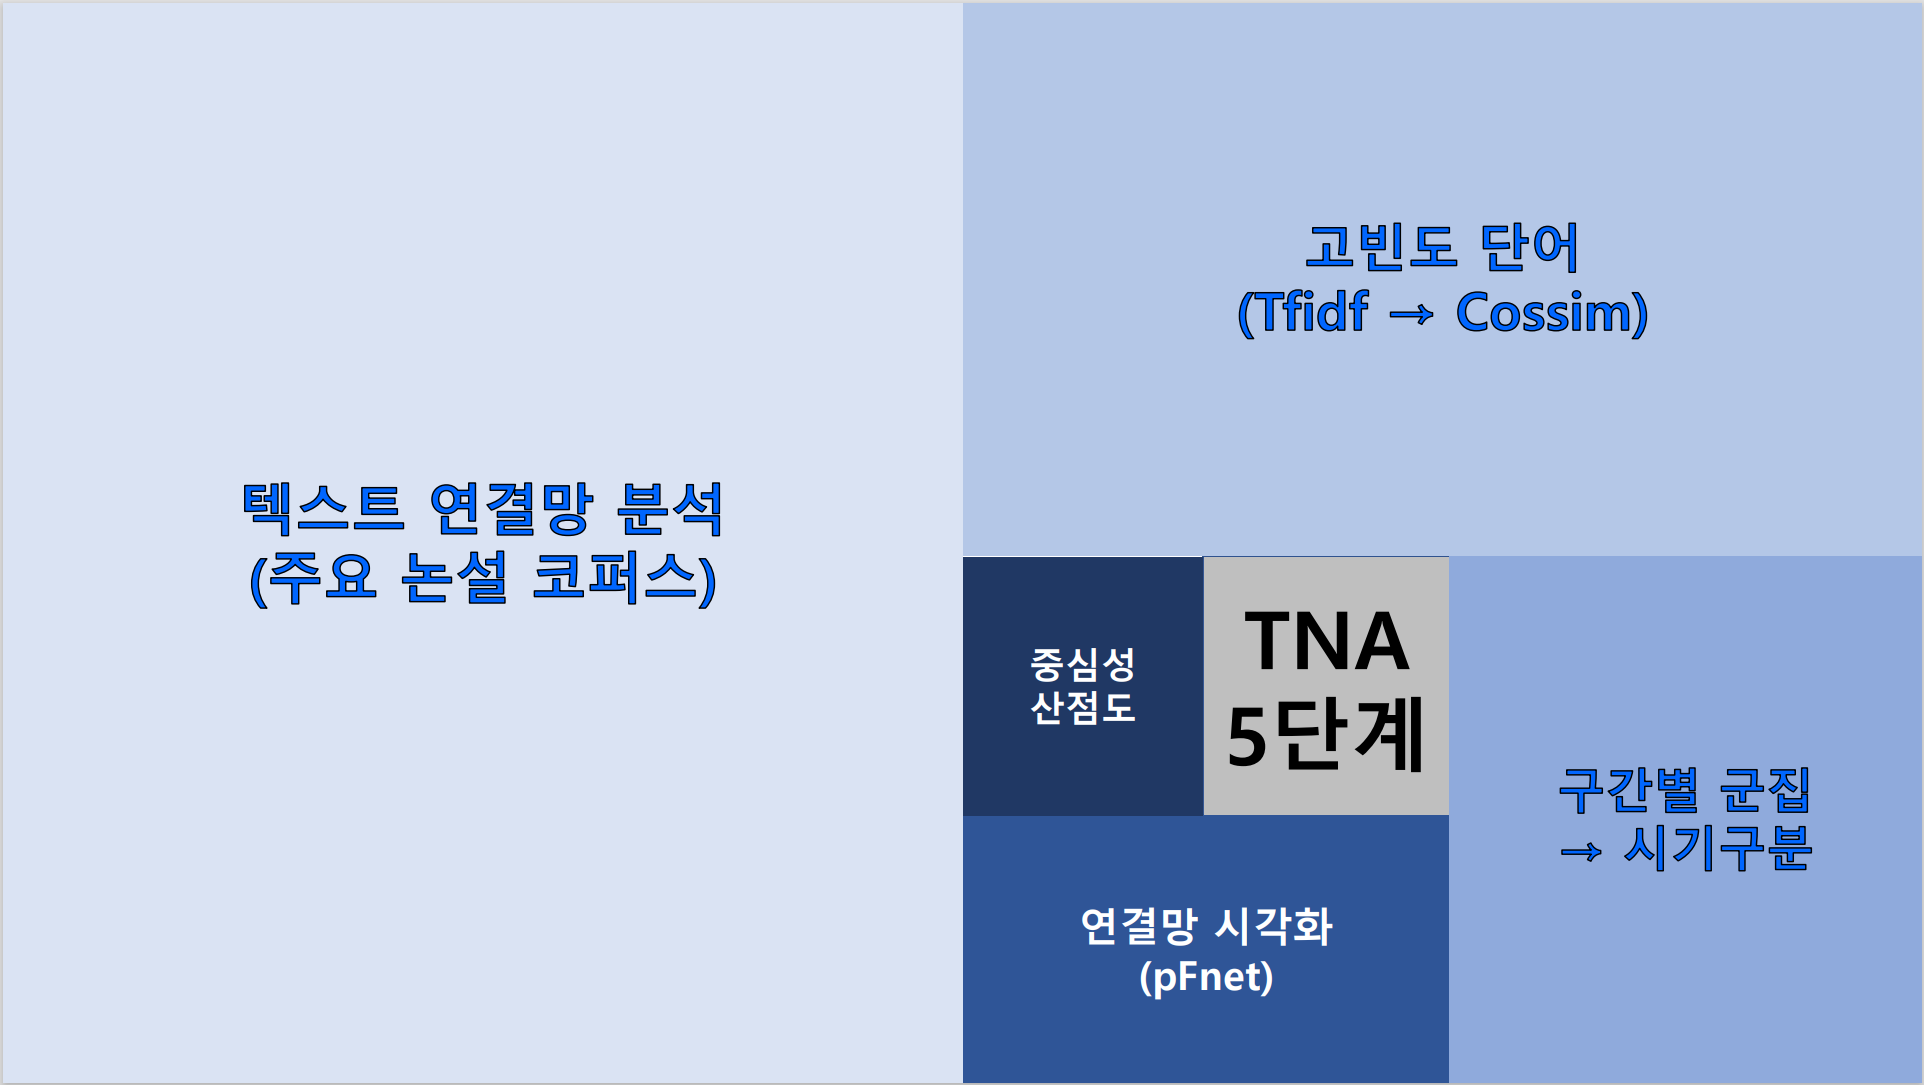 텍스트 연결망 분석
(주요 논설 코퍼스)
고빈도 단어
(Tfidf → Cossim)
중심성
산점도
TNA
5단계
구간별 군집
→ 시기구분
연결망 시각화
(pFnet)